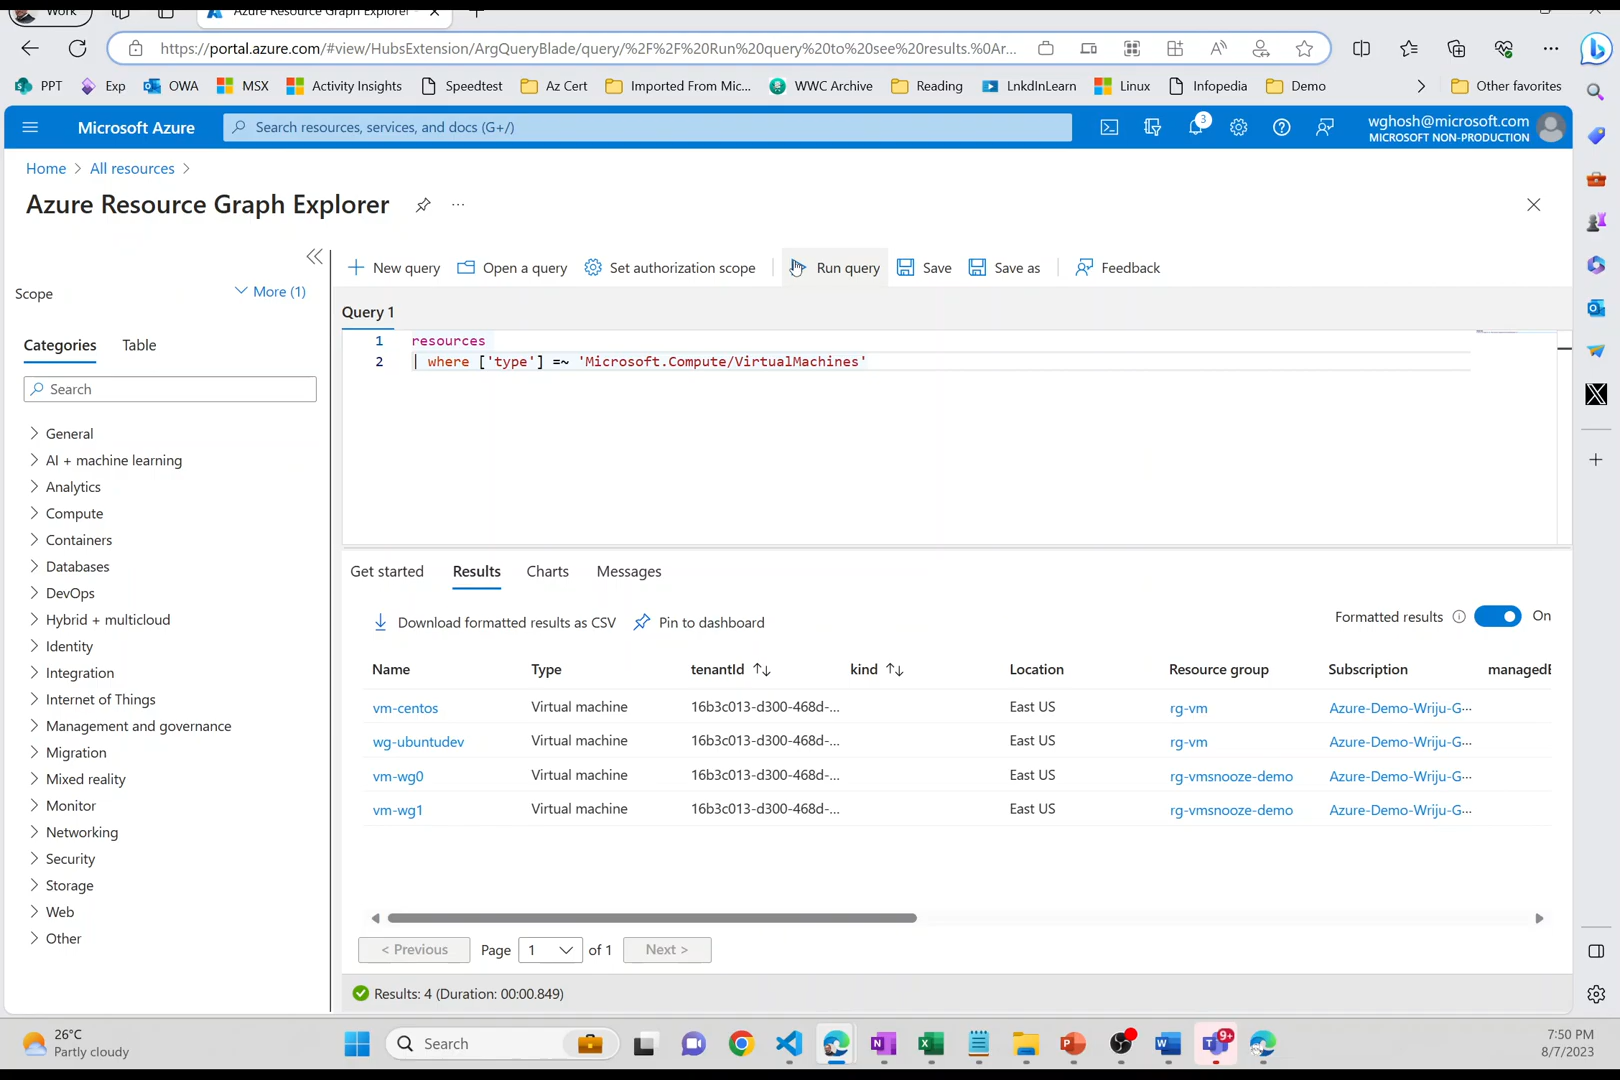 Work
Azure Resource Graph Explorer
https://portal.azure.com/#view/HubsExtension/ArgQueryBlade/query/%2F%2F%20Run%20query%20to%20see%20results.%0Ar...
PPT Exp OWA MSX Activity Insights Speedtest Az Cert Imported From Mic... WWC Archive Reading LnkdInLearn Linux Infopedia Demo Other favorites
Microsoft Azure
Search resources, services, and docs (G+/)
3
wghosh@microsoft.com
MICROSOFT NON-PRODUCTION
Home > All resources >
Azure Resource Graph Explorer
New query Open a query Set authorization scope Run query Save Save as Feedback
Scope
More (1)
Categories Table
Search
General
AI + machine learning
Analytics
Compute
Containers
Databases
DevOps
Hybrid + multicloud
Identity
Integration
Internet of Things
Management and governance
Migration
Mixed reality
Monitor
Networking
Security
Storage
Web
Other
Query 1
1 resources
2 | where ['type'] =~ 'Microsoft.Compute/VirtualMachines'
Get started Results Charts Messages
Download formatted results as CSV Pin to dashboard
Formatted results On
Name Type tenantId kind Location Resource group Subscription
vm-centos Virtual machine 16b3c013-d300-468d-... East US rg-vm Azure-Demo-Wriju-G...
wg-ubuntudev Virtual machine 16b3c013-d300-468d-... East US rg-vm Azure-Demo-Wriju-G...
vm-wg0 Virtual machine 16b3c013-d300-468d-... East US rg-vmsnooze-demo Azure-Demo-Wriju-G...
vm-wg1 Virtual machine 16b3c013-d300-468d-... East US rg-vmsnooze-demo Azure-Demo-Wriju-G...
< Previous Page 1 of 1 Next >
Results: 4 (Duration: 00:00.849)
26°C
Partly cloudy
Search
9+
7:50 PM
8/7/2023